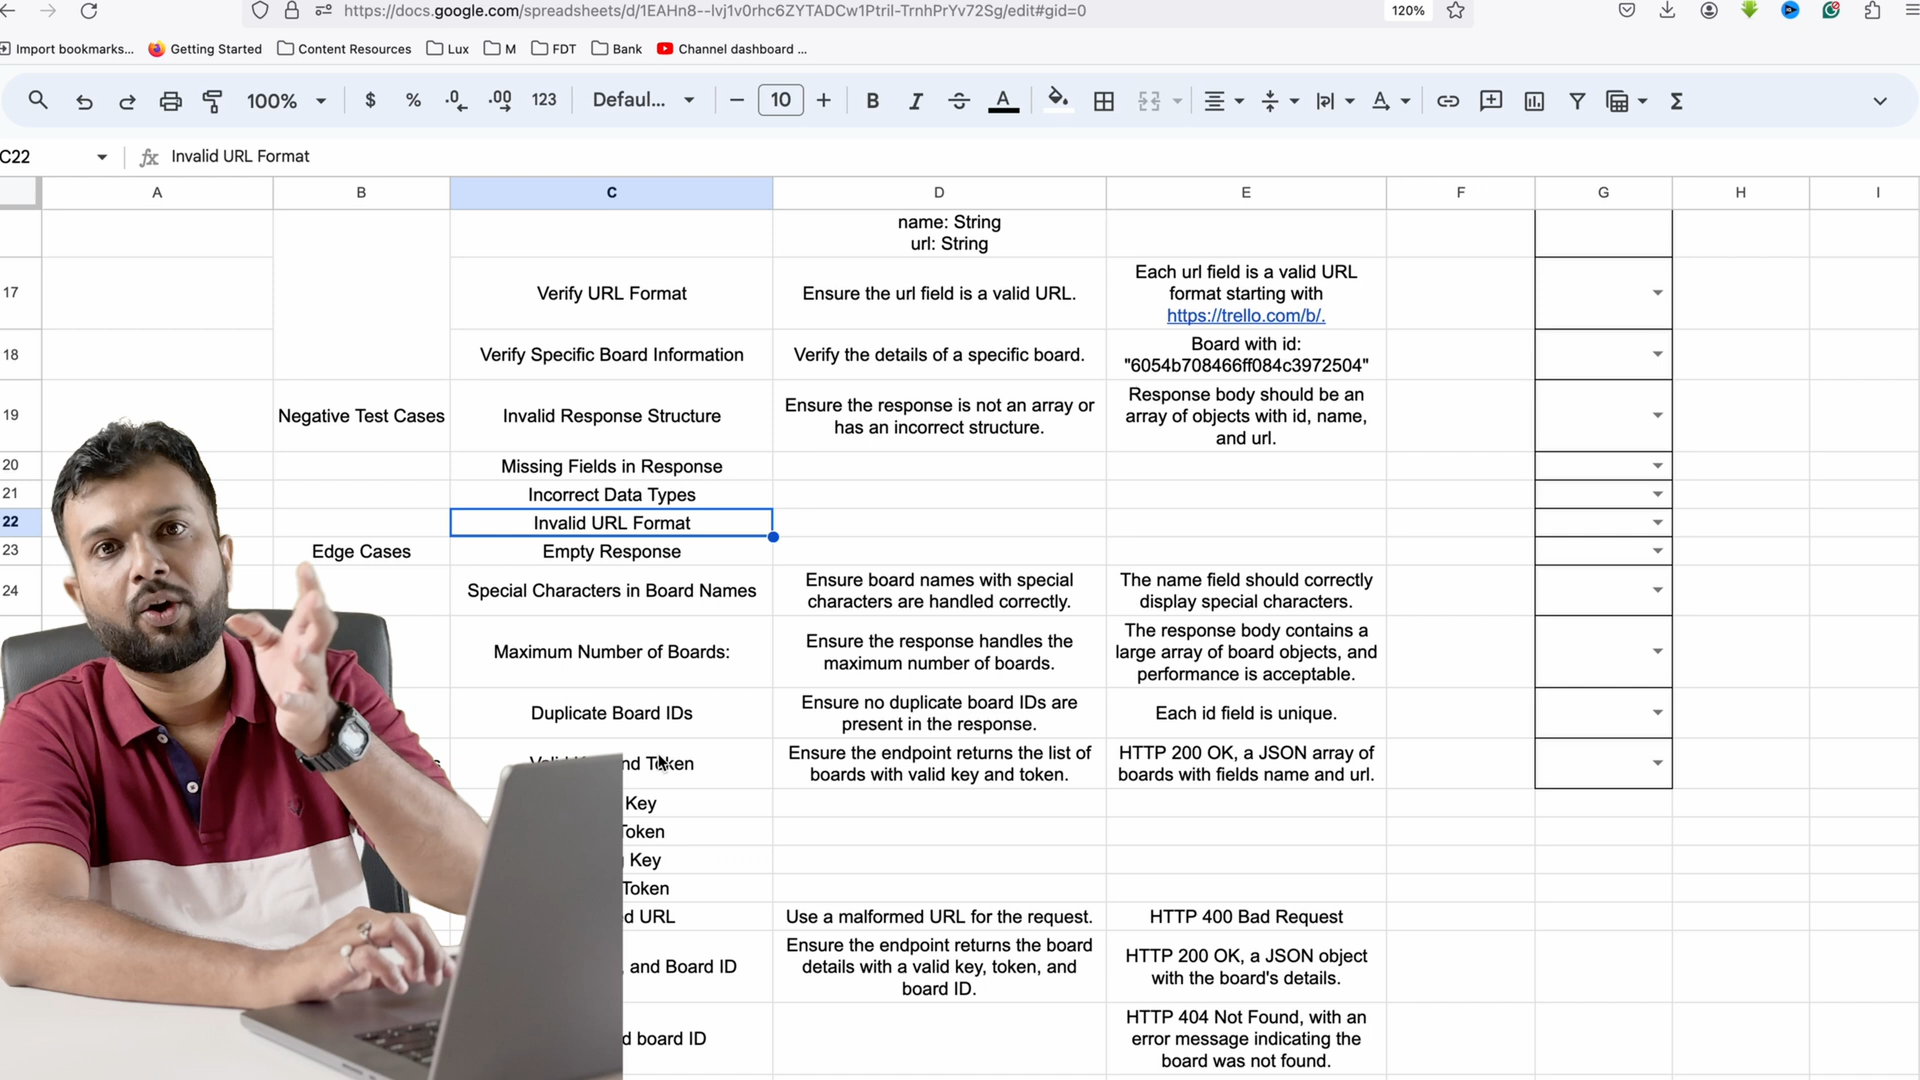 https://docs.google.com/spreadsheets/d/1EAHn8--lvj1v0rhc6ZYTADCw1Ptril-TrnhPrYv72Sg/edit#gid=0
120%
Import bookmarks...
Getting Started
Content Resources
Lux
M
FDT
Bank
Channel dashboard ...
100%
$
%
.0
.00
123
Defaul...
10
B
I
A
C22
fx
Invalid URL Format
A
B
C
D
E
F
G
H
I
name: String
url: String
17
Verify URL Format
Ensure the url field is a valid URL.
Each url field is a valid URL
format starting with
https://trello.com/b/.
18
Verify Specific Board Information
Verify the details of a specific board.
Board with id:
"6054b708466ff084c3972504"
19
Negative Test Cases
Invalid Response Structure
Ensure the response is not an array or
has an incorrect structure.
Response body should be an
array of objects with id, name,
and url.
20
Missing Fields in Response
21
Incorrect Data Types
22
Invalid URL Format
23
Edge Cases
Empty Response
24
Special Characters in Board Names
Ensure board names with special
characters are handled correctly.
The name field should correctly
display special characters.
Maximum Number of Boards:
Ensure the response handles the
maximum number of boards.
The response body contains a
large array of board objects, and
performance is acceptable.
Duplicate Board IDs
Ensure no duplicate board IDs are
present in the response.
Each id field is unique.
Token
Ensure the endpoint returns the list of
boards with valid key and token.
HTTP 200 OK, a JSON array of
boards with fields name and url.
Key
Token
Key
Token
URL
Use a malformed URL for the request.
HTTP 400 Bad Request
and Board ID
Ensure the endpoint returns the board
details with a valid key, token, and
board ID.
HTTP 200 OK, a JSON object
with the board's details.
board ID
HTTP 404 Not Found, with an
error message indicating the
board was not found.